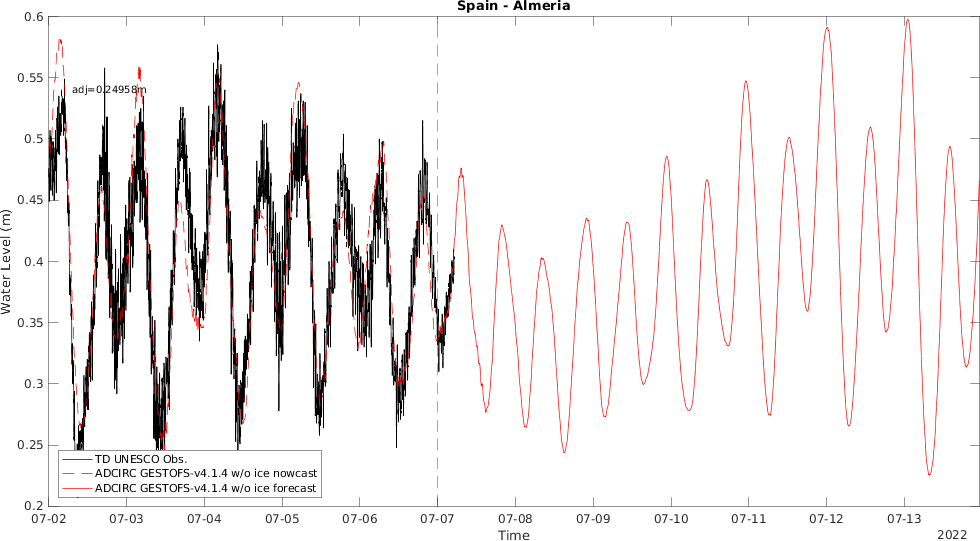 Spain - Almeria
0.6
0.55
0.5
0.45
0.4
0.35
0.3
0.25
0.2
Water Level (m)
adj=0.24958m
TD UNESCO Obs.
ADCIRC GESTOFS-v4.1.4 w/o ice nowcast
ADCIRC GESTOFS-v4.1.4 w/o ice forecast
07-02 07-03 07-04 07-05 07-06 07-07 07-08 07-09 07-10 07-11 07-12 07-13
Time
2022